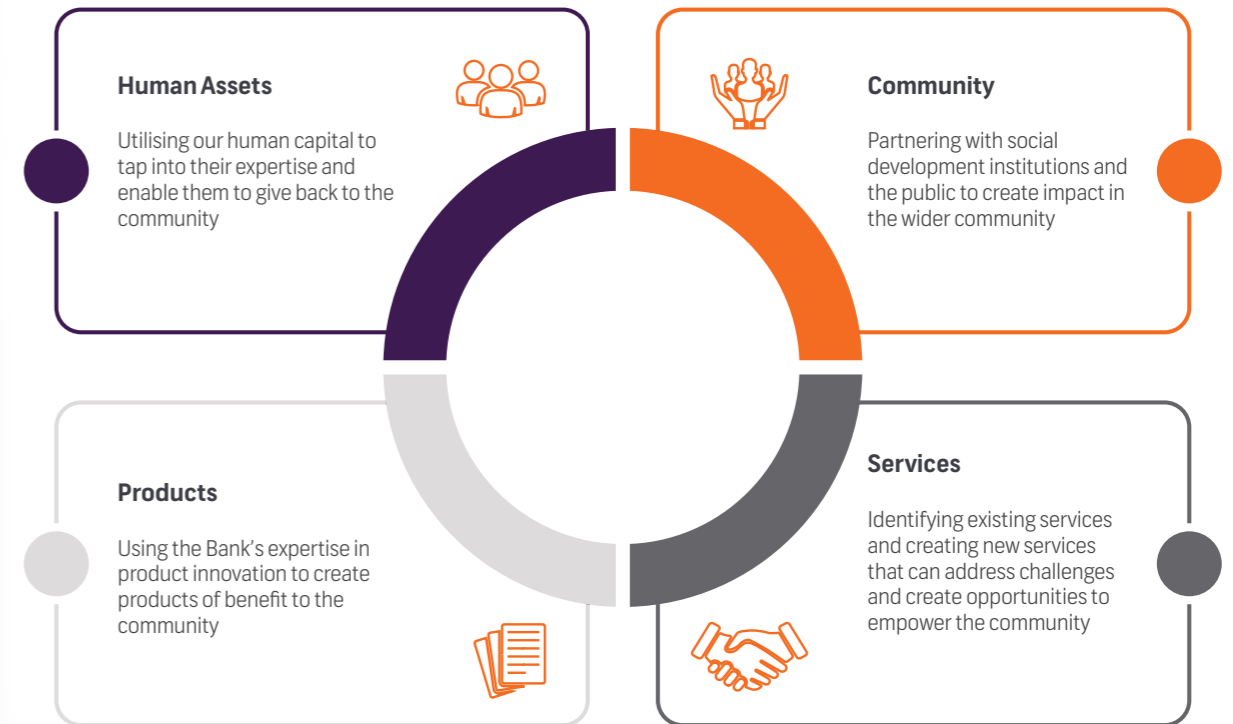 Human Assets
Utilising our human capital to
tap into their expertise and
enable them to give back to the
community
Community
Partnering with social
development institutions and
the public to create impact in
the wider community
Products
Using the Bank's expertise in
product innovation to create
products of benefit to the
community
Services
Identifying existing services
and creating new services
that can address challenges
and create opportunities to
empower the community